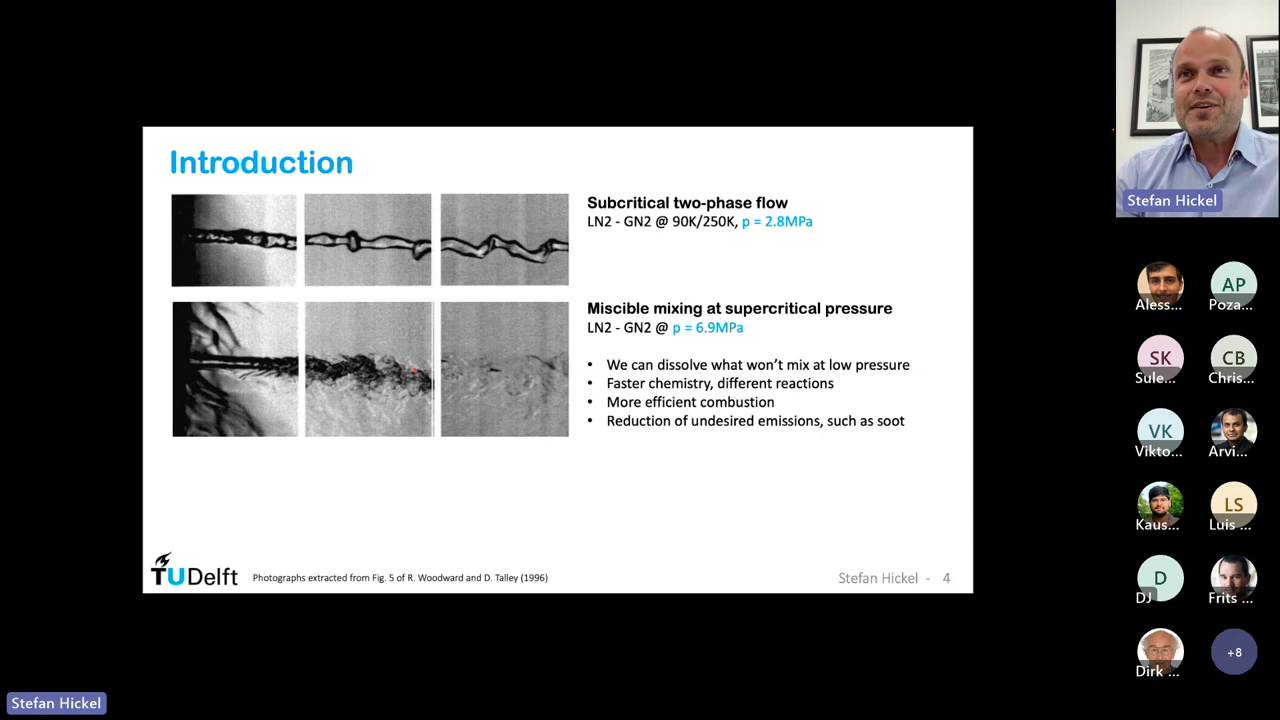 Introduction
Subcritical two-phase flow
LN2 - GN2 @ 90K/250K, p = 2.8MPa
Miscible mixing at supercritical pressure
LN2 - GN2 @ p = 6.9MPa
• We can dissolve what won't mix at low pressure
• Faster chemistry, different reactions
• More efficient combustion
• Reduction of undesired emissions, such as soot
TUDelft
Photographs extracted from Fig. 5 of R. Woodward and D. Talley (1996)
Stefan Hickel - 4
Stefan Hickel
Aless...
AP
Poza...
SK
Sule...
CB
Chris...
VK
Vikto...
Arvi...
Kaus...
LS
Luis ...
D
DJ
Frits ...
Dirk ...
+8
Stefan Hickel